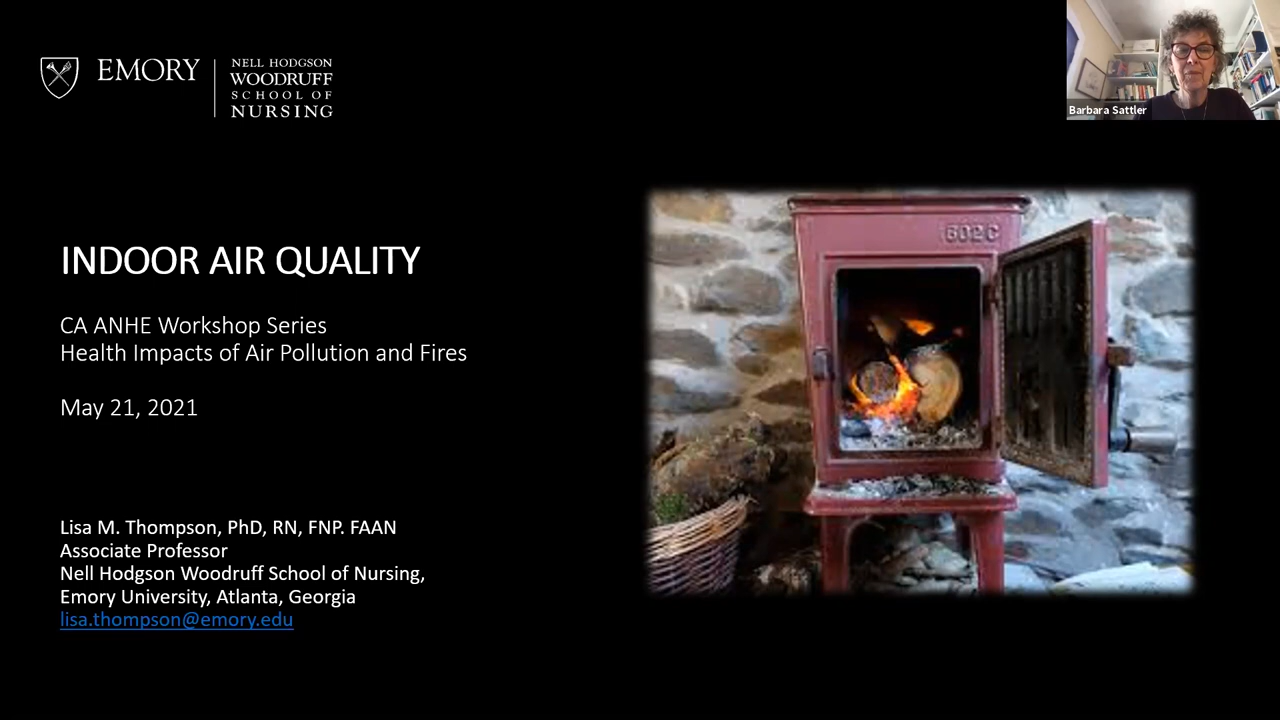 EMORY
NELL HODGSON
WOODRUFF
SCHOOL OF
NURSING
Barbara Sattler
602C
INDOOR AIR QUALITY
CA ANHE Workshop Series
Health Impacts of Air Pollution and Fires
May 21, 2021
Lisa M. Thompson, PhD, RN, FNP. FAAN
Associate Professor
Nell Hodgson Woodruff School of Nursing,
Emory University, Atlanta, Georgia
lisa.thompson@emory.edu